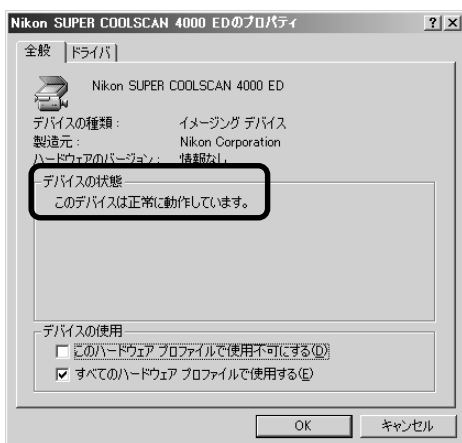 Nikon SUPER COOLSCAN 4000 EDのプロパティ
? ×
全般 ドライバ
Nikon SUPER COOLSCAN 4000 ED
デバイスの種類： イメージング デバイス
製造元： Nikon Corporation
ハードウェアのバージョン： 情報なし
デバイスの状態
このデバイスは正常に動作しています。
デバイスの使用
このハードウェア プロファイルで使用不可にする(D)
すべてのハードウェア プロファイルで使用する(E)
OK キャンセル